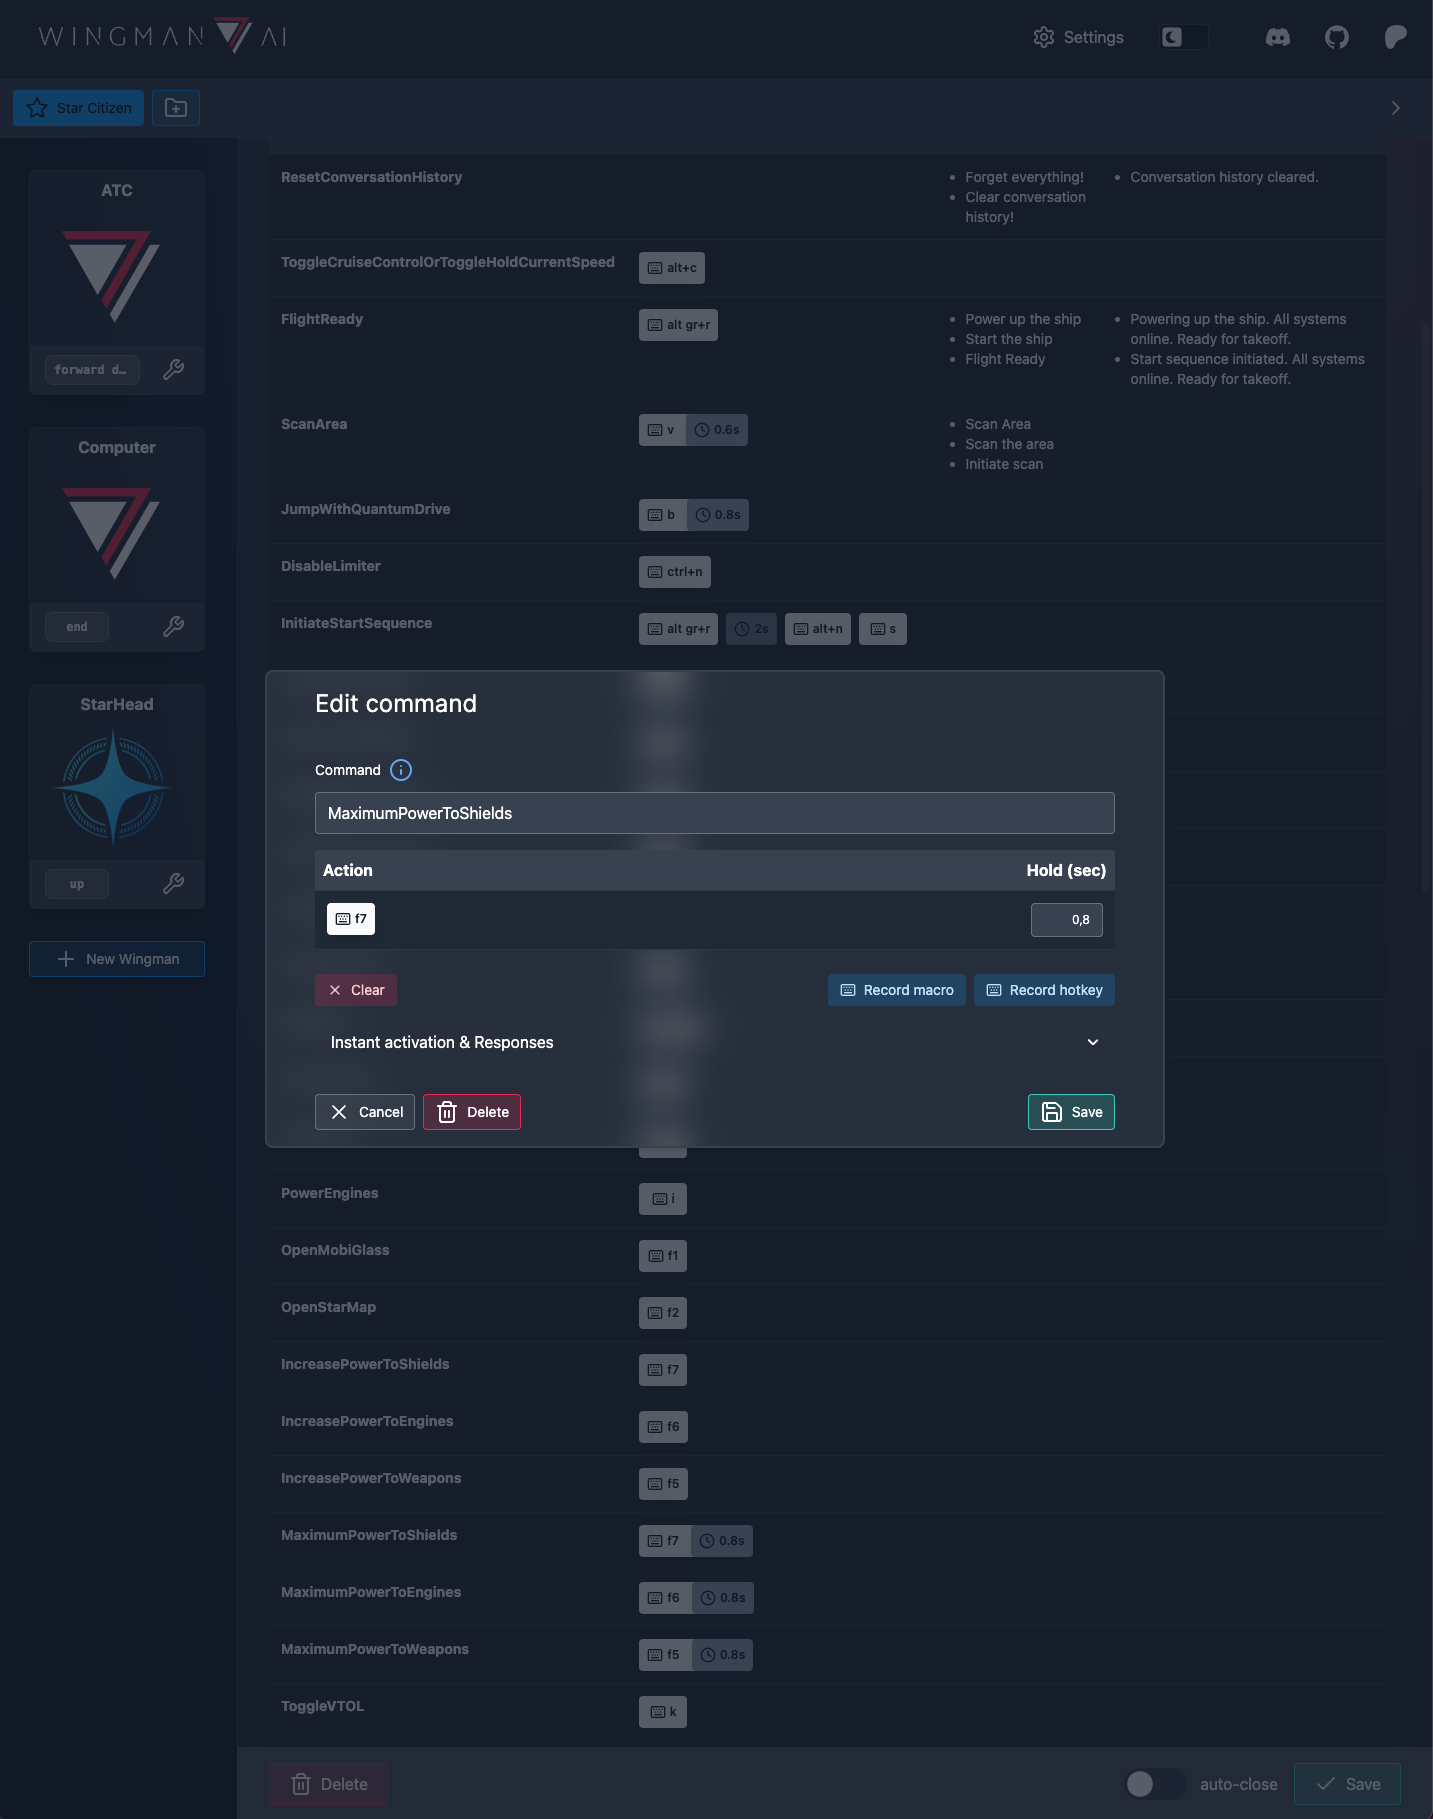 WINGMAN AI
Settings
Star Citizen
ATC
forward d...
Computer
end
StarHead
up
New Wingman
ResetConversationHistory
Forget everything!
Clear conversation
history!
Conversation history cleared.
ToggleCruiseControlOrToggleHoldCurrentSpeed
alt+c
FlightReady
alt gr+r
Power up the ship
Start the ship
Flight Ready
Powering up the ship. All systems
online. Ready for takeoff.
Start sequence initiated. All systems
online. Ready for takeoff.
ScanArea
v 0.6s
Scan Area
Scan the area
Initiate scan
JumpWithQuantumDrive
b 0.8s
DisableLimiter
ctrl+n
InitiateStartSequence
alt gr+r 2s alt+n s
Edit command
Command
MaximumPowerToShields
Action Hold (sec)
f7 0,8
Clear Record macro Record hotkey
Instant activation & Responses
Cancel Delete Save
PowerEngines
i
OpenMobiGlass
f1
OpenStarMap
f2
IncreasePowerToShields
f7
IncreasePowerToEngines
f6
IncreasePowerToWeapons
f5
MaximumPowerToShields
f7 0.8s
MaximumPowerToEngines
f6 0.8s
MaximumPowerToWeapons
f5 0.8s
ToggleVTOL
k
Delete auto-close Save